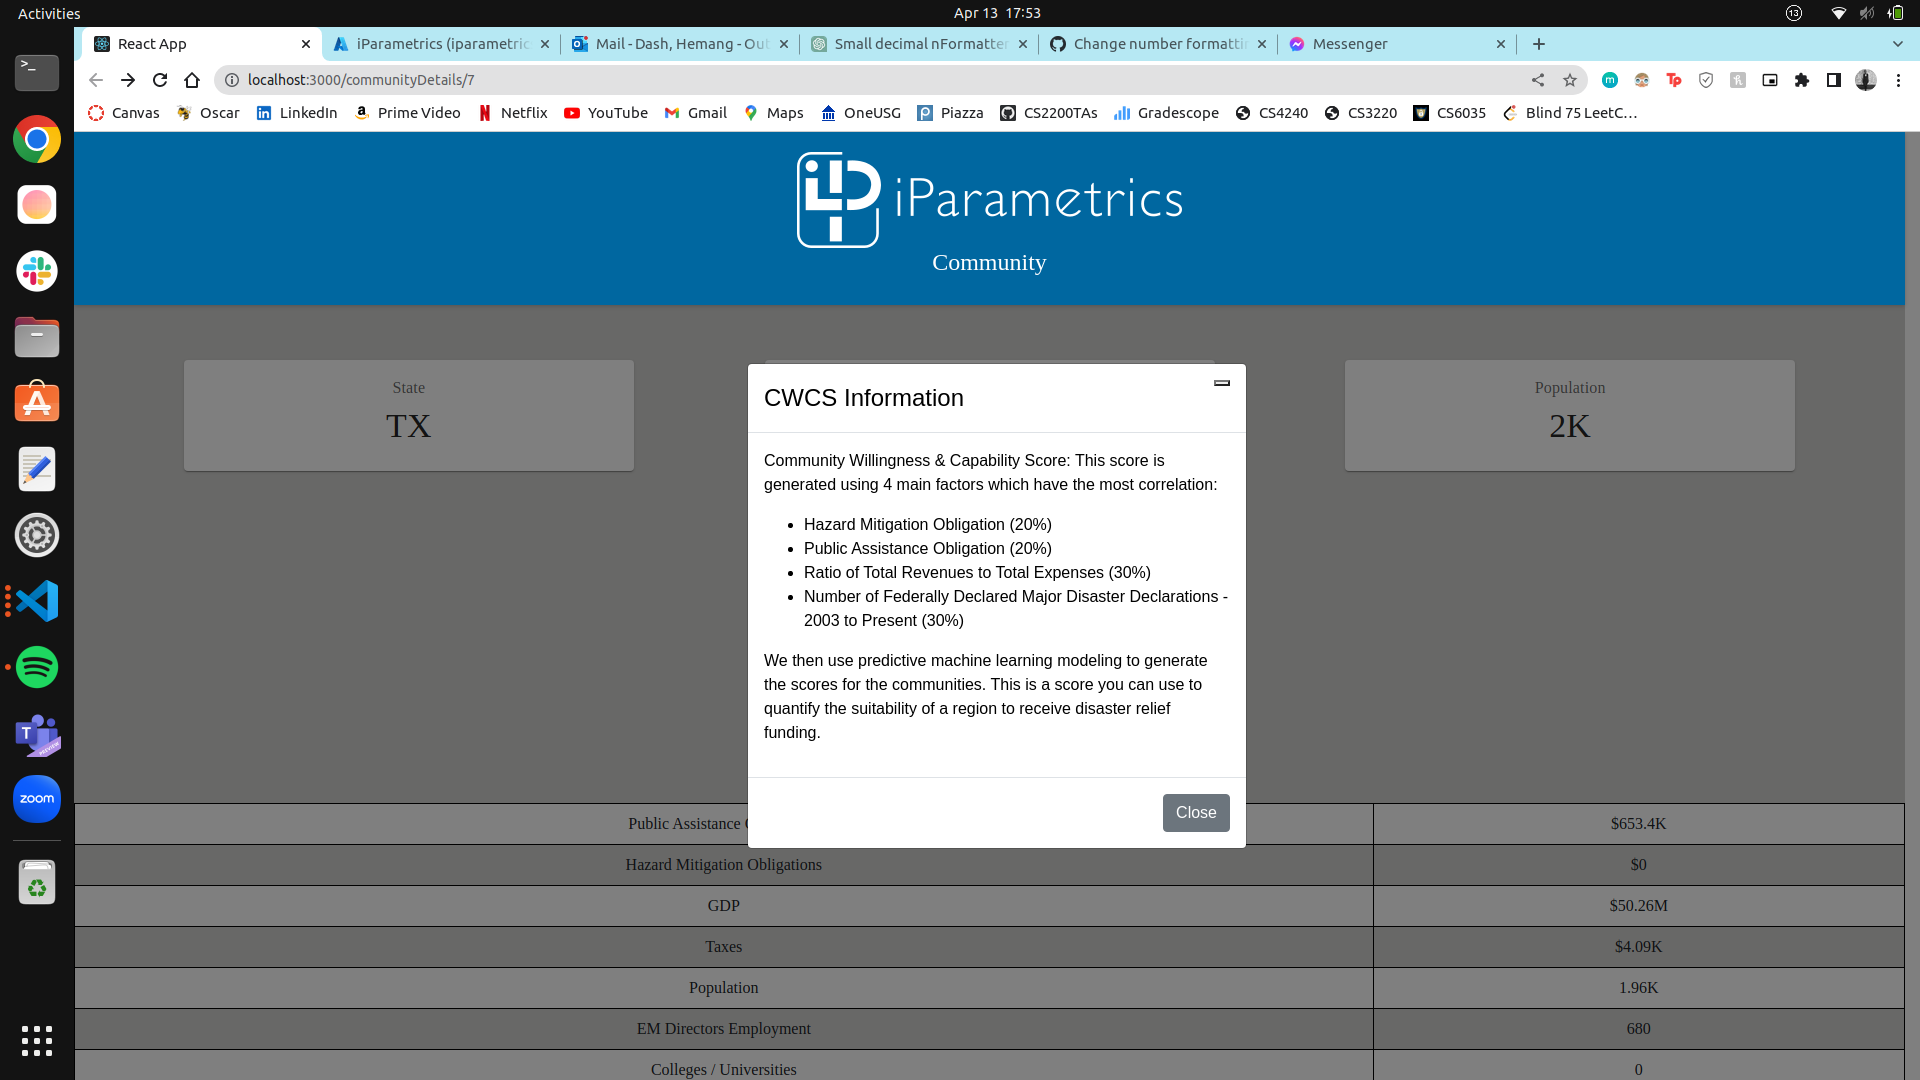 Activities
Apr 13 17:53
13
React App
iParametrics (iparametric
Mail - Dash, Hemang - Out
Small decimal nFormatter
Change number formattin
Messenger
localhost:3000/communityDetails/7
Canvas
Oscar
LinkedIn
Prime Video
Netflix
YouTube
Gmail
Maps
OneUSG
Piazza
CS2200TAs
Gradescope
CS4240
CS3220
CS6035
Blind 75 LeetC…
iParametrics
Community
State
TX
Population
2K
CWCS Information
Community Willingness & Capability Score: This score is
generated using 4 main factors which have the most correlation:
• Hazard Mitigation Obligation (20%)
• Public Assistance Obligation (20%)
• Ratio of Total Revenues to Total Expenses (30%)
• Number of Federally Declared Major Disaster Declarations -
2003 to Present (30%)
We then use predictive machine learning modeling to generate
the scores for the communities. This is a score you can use to
quantify the suitability of a region to receive disaster relief
funding.
Close
Public Assistance $653.4K
Hazard Mitigation Obligations $0
GDP $50.26M
Taxes $4.09K
Population 1.96K
EM Directors Employment 680
Colleges / Universities 0
zoom